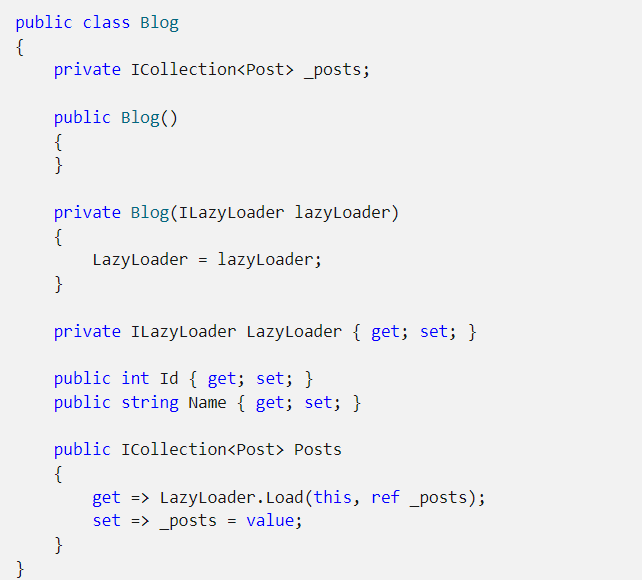 public class Blog
{
    private ICollection<Post> _posts;

    public Blog()
    {
    }

    private Blog(ILazyLoader lazyLoader)
    {
        LazyLoader = lazyLoader;
    }

    private ILazyLoader LazyLoader { get; set; }

    public int Id { get; set; }
    public string Name { get; set; }

    public ICollection<Post> Posts
    {
        get => LazyLoader.Load(this, ref _posts);
        set => _posts = value;
    }
}